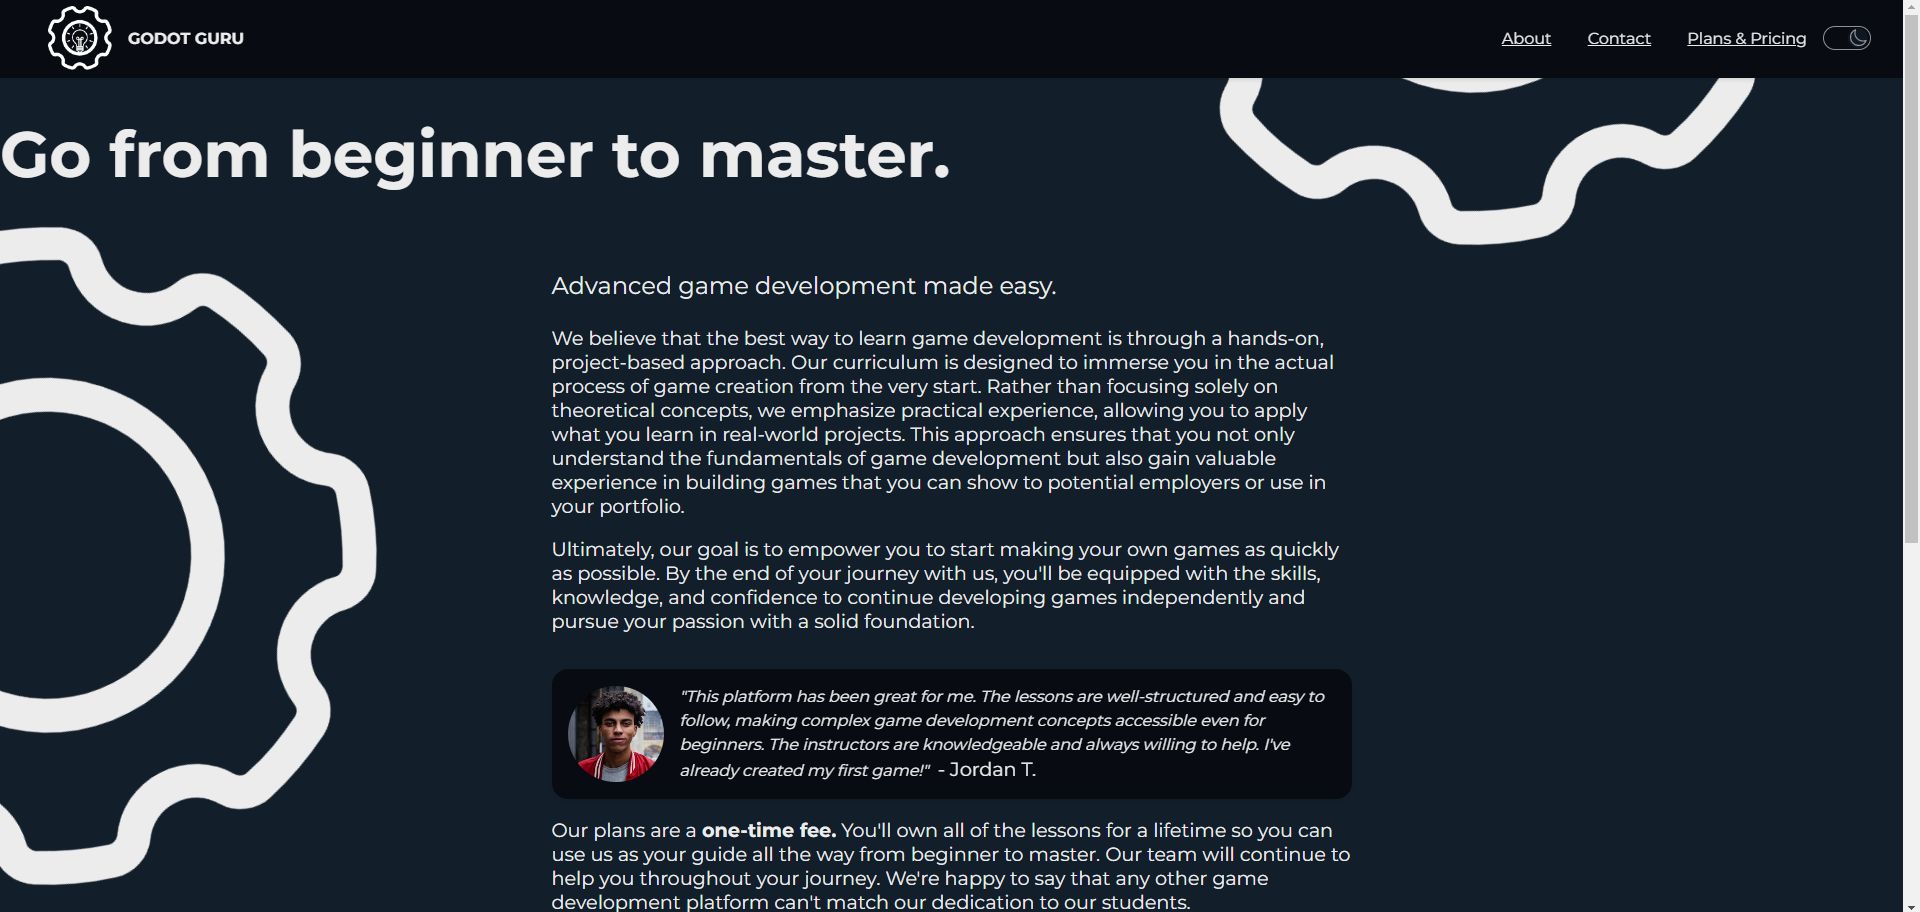 GODOT GURU
About
Contact
Plans & Pricing
Go from beginner to master.
Advanced game development made easy.
We believe that the best way to learn game development is through a hands-on,
project-based approach. Our curriculum is designed to immerse you in the actual
process of game creation from the very start. Rather than focusing solely on
theoretical concepts, we emphasize practical experience, allowing you to apply
what you learn in real-world projects. This approach ensures that you not only
understand the fundamentals of game development but also gain valuable
experience in building games that you can show to potential employers or use in
your portfolio.
Ultimately, our goal is to empower you to start making your own games as quickly
as possible. By the end of your journey with us, you'll be equipped with the skills,
knowledge, and confidence to continue developing games independently and
pursue your passion with a solid foundation.
"This platform has been great for me. The lessons are well-structured and easy to
follow, making complex game development concepts accessible even for
beginners. The instructors are knowledgeable and always willing to help. I've
already created my first game!" - Jordan T.
Our plans are a one-time fee. You'll own all of the lessons for a lifetime so you can
use us as your guide all the way from beginner to master. Our team will continue to
help you throughout your journey. We're happy to say that any other game
development platform can't match our dedication to our students.